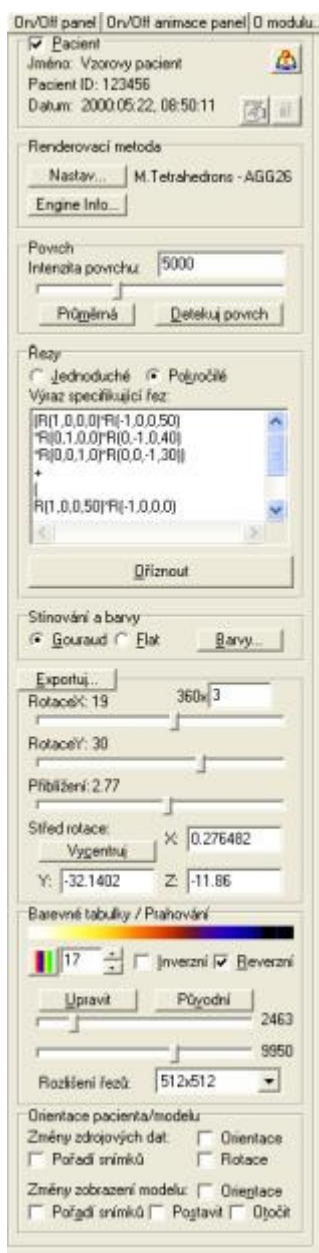 On/Off panel On/Off animace panel O modulu...
Pacient
Jméno: Vzorovy pacient
Pacient ID: 123456
Datum: 2000:05:22, 08:50:11
Renderovací metoda
Nastav... M.Tetrahedrons - AGG26
Engine Info...
Povrch
Intenzita povrchu: 5000
Průměrná Detekuj povrch
Řezy
Jednoduché Pokročilé
Výraz specifikující řez:
(R(1,0,0,0)*R(-1,0,0,50)
*R(0,1,0,0)*R(0,-1,0,40)
*R(0,0,1,0)*R(0,0,-1,30))
+
(
R(1,0,0,50)*R(-1,0,0,0)
Oříznout
Stínování a barvy
Gouraud Flat Barvy...
Exportuj...
RotaceX: 19 360x 3
RotaceY: 30
Přiblížení: 2.77
Střed rotace:
Vycentruj X: 0.276482
Y: -32.1402 Z: -11.86
Barevné tabulky / Prahování
17 Inverzní Reverzní
Upravit Původní
2463
9950
Rozlišení řezů: 512x512
Orientace pacienta/modelu
Změny zdrojových dat: Orientace
Pořadí snímků Rotace
Změny zobrazení modelu: Orientace
Pořadí snímků Postavit Otočit